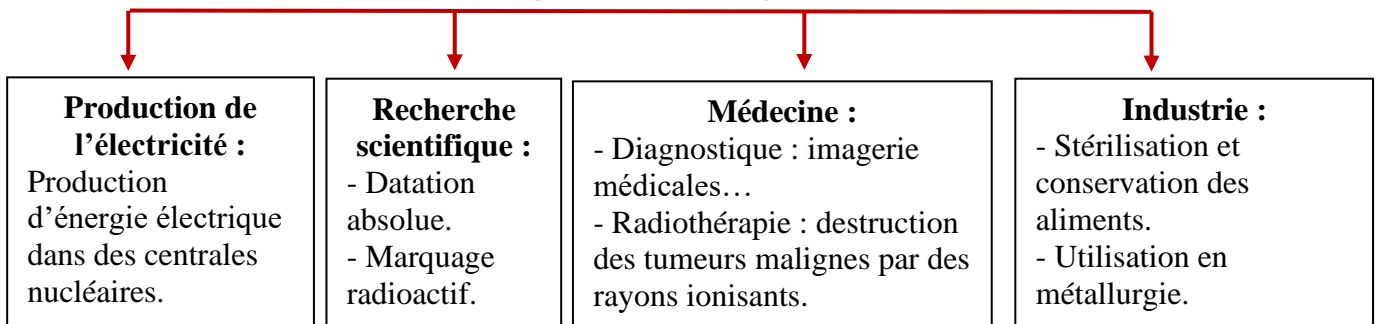 Production de
l’électricité :
Production
d’énergie électrique
dans des centrales
nucléaires.
Recherche
scientifique :
- Datation
absolue.
- Marquage
radioactif.
Médecine :
- Diagnostique : imagerie
médicales…
- Radiothérapie : destruction
des tumeurs malignes par des
rayons ionisants.
Industrie :
- Stérilisation et
conservation des
aliments.
- Utilisation en
métallurgie.